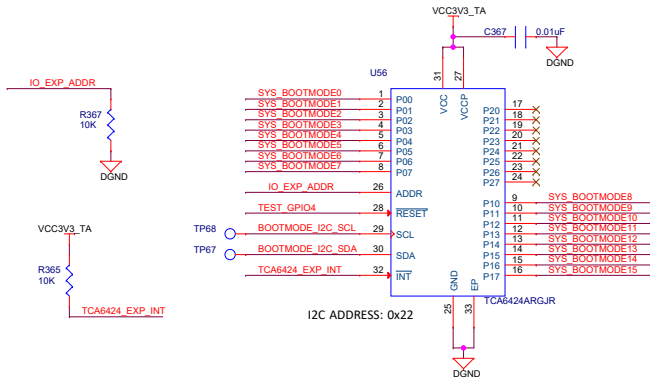 VCC3V3_TA
C367 0.01uF
DGND
U56
31 27
VCC VCCP
IO_EXP_ADDR
R367
10K
DGND
SYS_BOOTMODE0 1 P00
SYS_BOOTMODE1 2 P01
SYS_BOOTMODE2 3 P02
SYS_BOOTMODE3 4 P03
SYS_BOOTMODE4 5 P04
SYS_BOOTMODE5 6 P05
SYS_BOOTMODE6 7 P06
SYS_BOOTMODE7 8 P07
P20 17
P21 18
P22 19
P23 20
P24 21
P25 22
P26 23
P27 24
IO_EXP_ADDR 26 ADDR
TEST_GPIO4 28 RESET
TP68 BOOTMODE_I2C_SCL 29 SCL
TP67 BOOTMODE_I2C_SDA 30 SDA
TCA6424_EXP_INT 32 INT
P10 9 SYS_BOOTMODE8
P11 10 SYS_BOOTMODE9
P12 11 SYS_BOOTMODE10
P13 12 SYS_BOOTMODE11
P14 13 SYS_BOOTMODE12
P15 14 SYS_BOOTMODE13
P16 15 SYS_BOOTMODE14
P17 16 SYS_BOOTMODE15
VCC3V3_TA
R365
10K
TCA6424_EXP_INT
GND EP
25 33
TCA6424ARGJR
I2C ADDRESS: 0x22
DGND